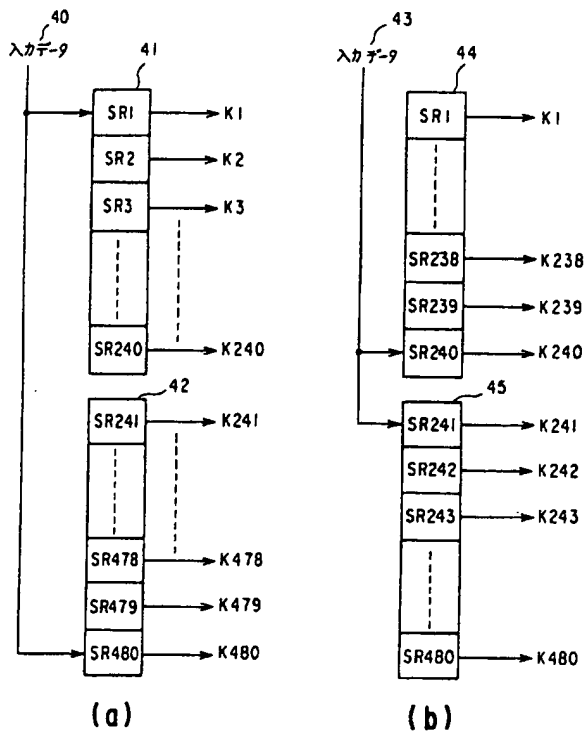 40
入力データ
41
SR1 K1
SR2 K2
SR3 K3
SR240 K240
42
SR241 K241
SR478 K478
SR479 K479
SR480 K480
(a)
43
入力データ
44
SR1 K1
SR238 K238
SR239 K239
SR240 K240
45
SR241 K241
SR242 K242
SR243 K243
SR480 K480
(b)